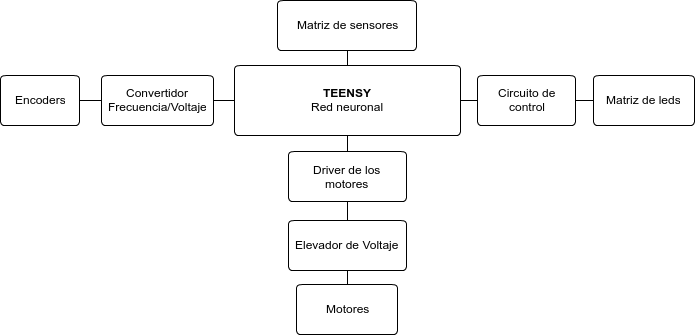 Matriz de sensores
Encoders
Convertidor
Frecuencia/Voltaje
TEENSY
Red neuronal
Circuito de
control
Matriz de leds
Driver de los
motores
Elevador de Voltaje
Motores